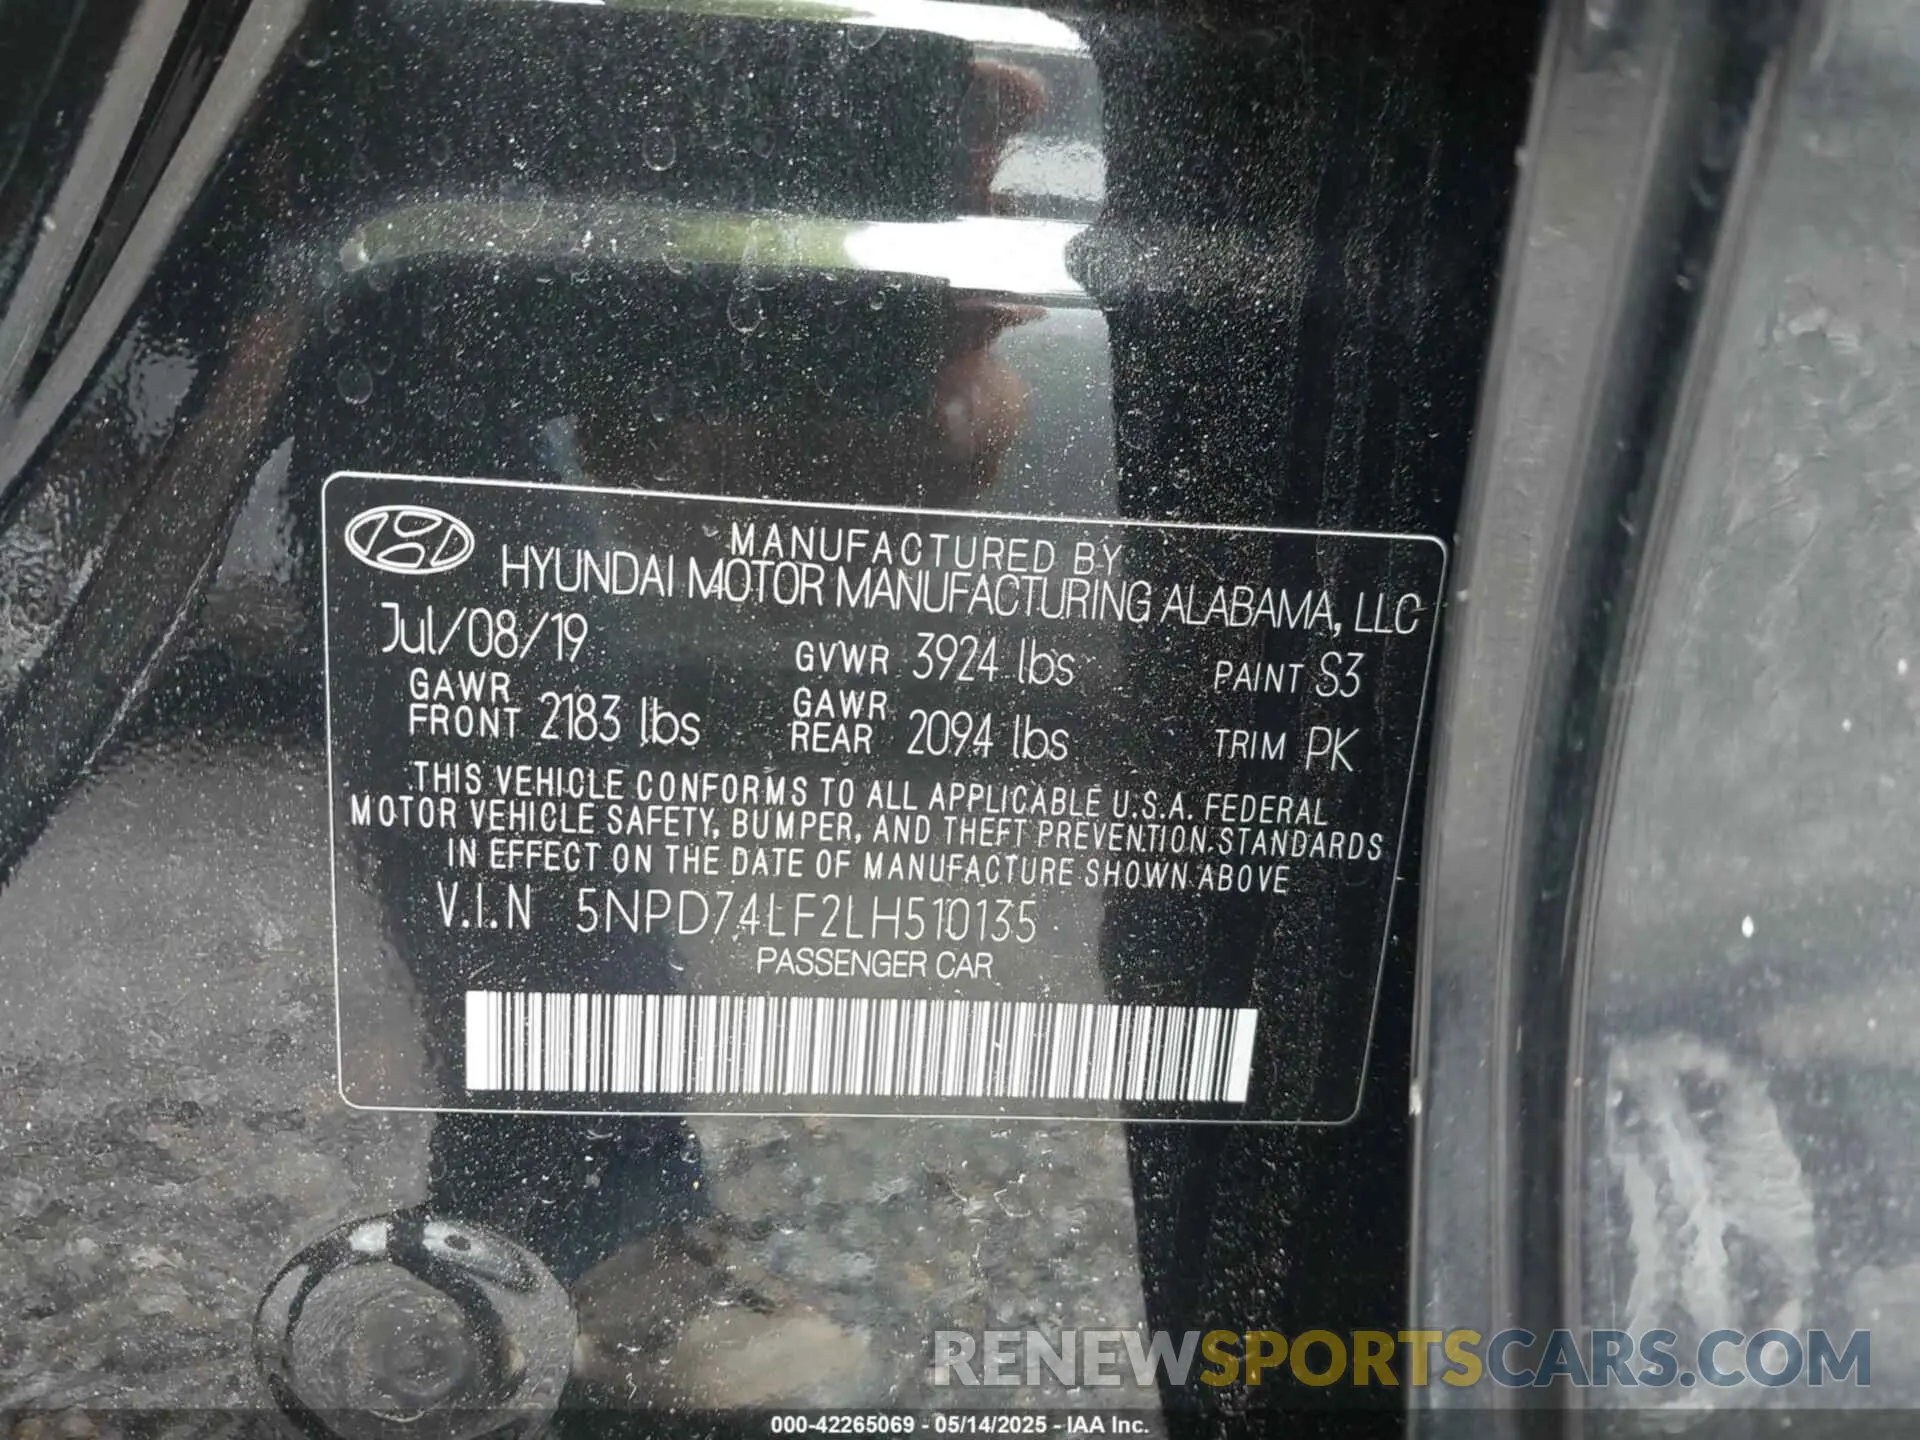 MANUFACTURED BY
HYUNDAI MOTOR MANUFACTURING ALABAMA, LLC
Jul/08/19 GVWR 3924 lbs PAINT S3
GAWR FRONT 2183 lbs GAWR REAR 2094 lbs TRIM PK
THIS VEHICLE CONFORMS TO ALL APPLICABLE U.S.A. FEDERAL
MOTOR VEHICLE SAFETY, BUMPER, AND THEFT PREVENTION STANDARDS
IN EFFECT ON THE DATE OF MANUFACTURE SHOWN ABOVE
V.I.N 5NPD74LF2LH510135
PASSENGER CAR
RENEWSPORTSCARS.COM
000-42265069 - 05/14/2025 - IAA Inc.